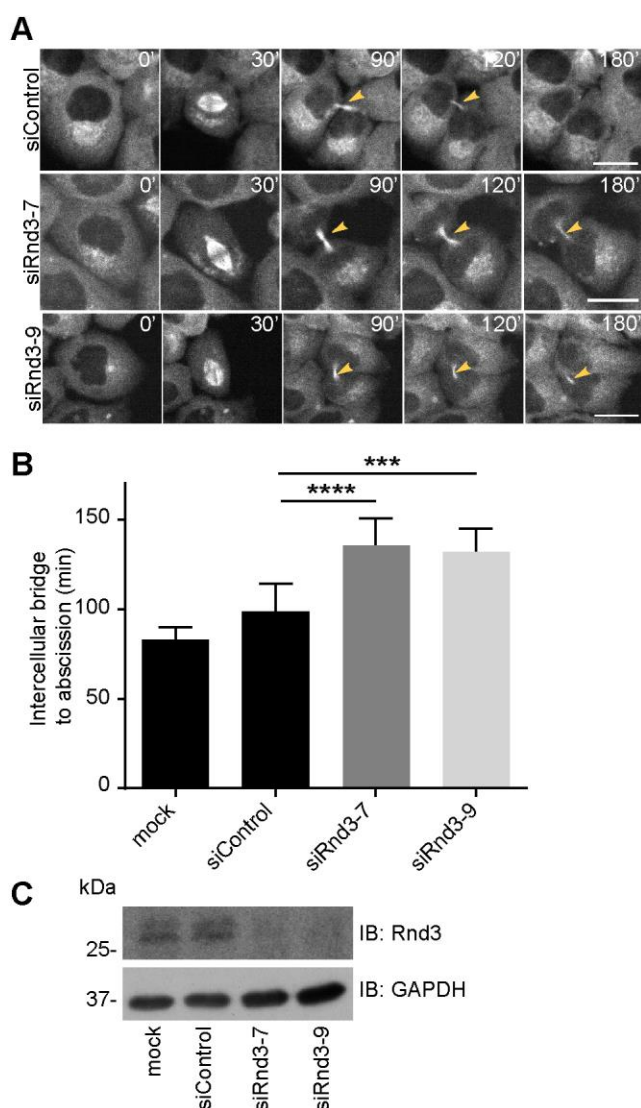 A
siControl
0' 30' 90' 120' 180'
siRnd3-7
0' 30' 90' 120' 180'
siRnd3-9
0' 30' 90' 120' 180'
B
*** 
****
Intercellular bridge
to abscission (min)
150
100
50
0
mock siControl siRnd3-7 siRnd3-9
C
kDa
25- IB: Rnd3
37- IB: GAPDH
mock siControl siRnd3-7 siRnd3-9